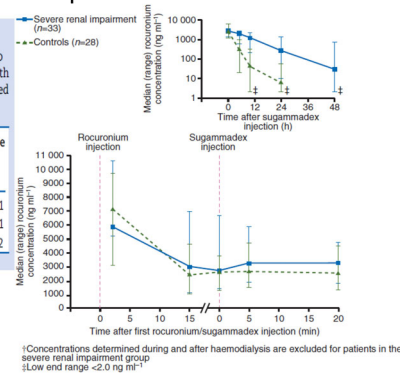 Severe renal impairment
(n=33)
Controls (n=28)
Median (range) rocuronium
concentration (ng ml⁻¹)
10 000
1000
100
10
1
‡
‡
‡
0
12
24
36
48
Time after sugammadex
injection (h)
Rocuronium
injection
Sugammadex
injection
Median (range) rocuronium
concentration (ng ml⁻¹)
11 000
10 000
9000
8000
7000
6000
5000
4000
3000
2000
1000
0
0
5
10
15
0
5
10
15
20
Time after first rocuronium/sugammadex injection (min)
†Concentrations determined during and after haemodialysis are excluded for patients in the
severe renal impairment group
‡Low end range <2.0 ng ml⁻¹